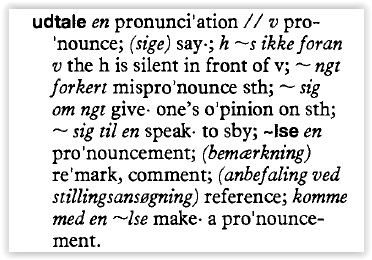 udtale en pronunci'ation // v pro-
'nounce; (sige) say·; h ~s ikke foran
v the h is silent in front of v; ~ ngt
forkert mispro'nounce sth; ~ sig
om ngt give· one's o'pinion on sth;
~ sig til en speak· to sby; ~lse en
pro'nouncement; (bemærkning)
re'mark, comment; (anbefaling ved
stillingsansøgning) reference; komme
med en ~lse make· a pro'nounce-
ment.